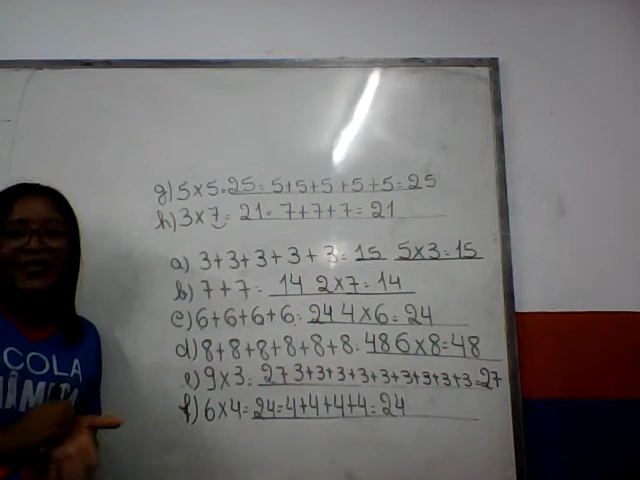 g) 5x5=25= 5+5+5+5+5=25
h) 3x7= 21= 7+7+7=21
a) 3+3+3+3+3=15 5x3=15
b) 7+7= 14 2x7=14
c) 6+6+6+6= 24 4x6=24
d) 8+8+8+8+8+8=48 6x8=48
e) 9x3= 27 3+3+3+3+3+3+3+3+3=27
f) 6x4=24=4+4+4+4=24
COLA